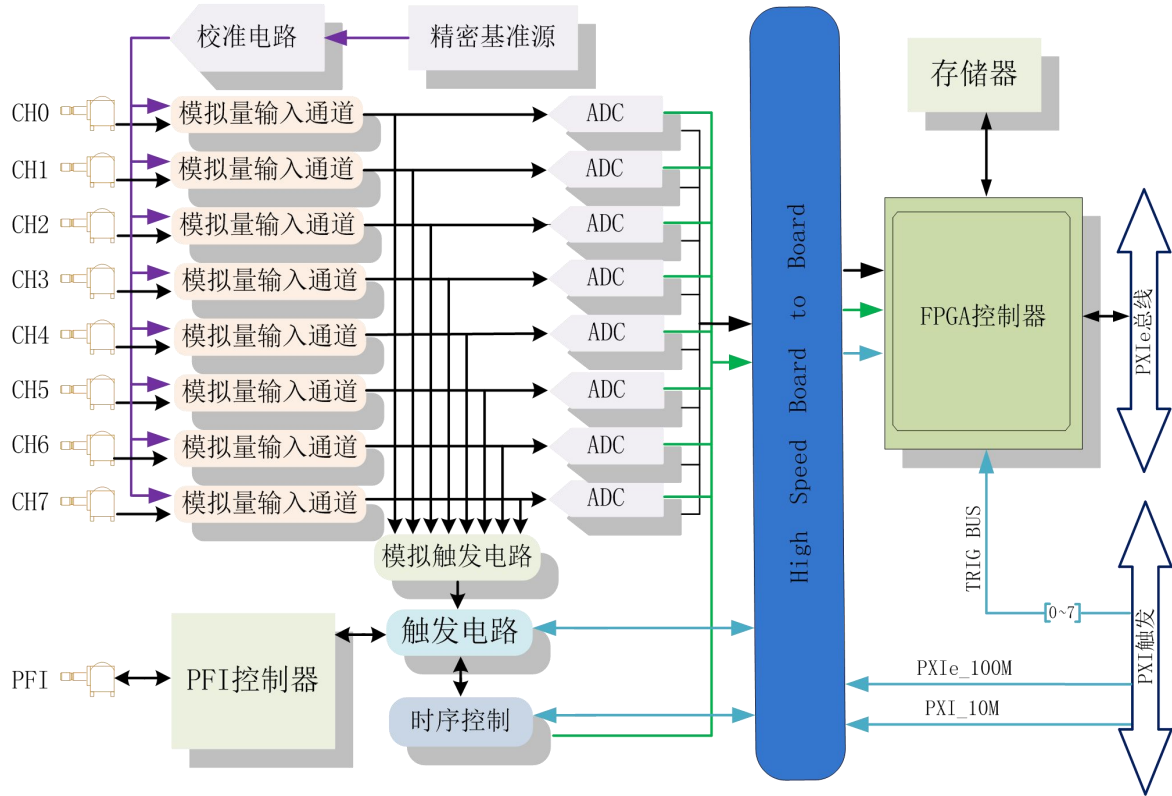 校准电路
精密基准源
存储器
CH0
模拟量输入通道
ADC
CH1
模拟量输入通道
ADC
CH2
模拟量输入通道
ADC
CH3
模拟量输入通道
ADC
CH4
模拟量输入通道
ADC
CH5
模拟量输入通道
ADC
CH6
模拟量输入通道
ADC
CH7
模拟量输入通道
ADC
模拟触发电路
触发电路
PFI
PFI控制器
时序控制
High Speed Board to Board
FPGA控制器
PXIe总线
TRIG BUS
[0~7]
PXI触发
PXIe_100M
PXI_10M